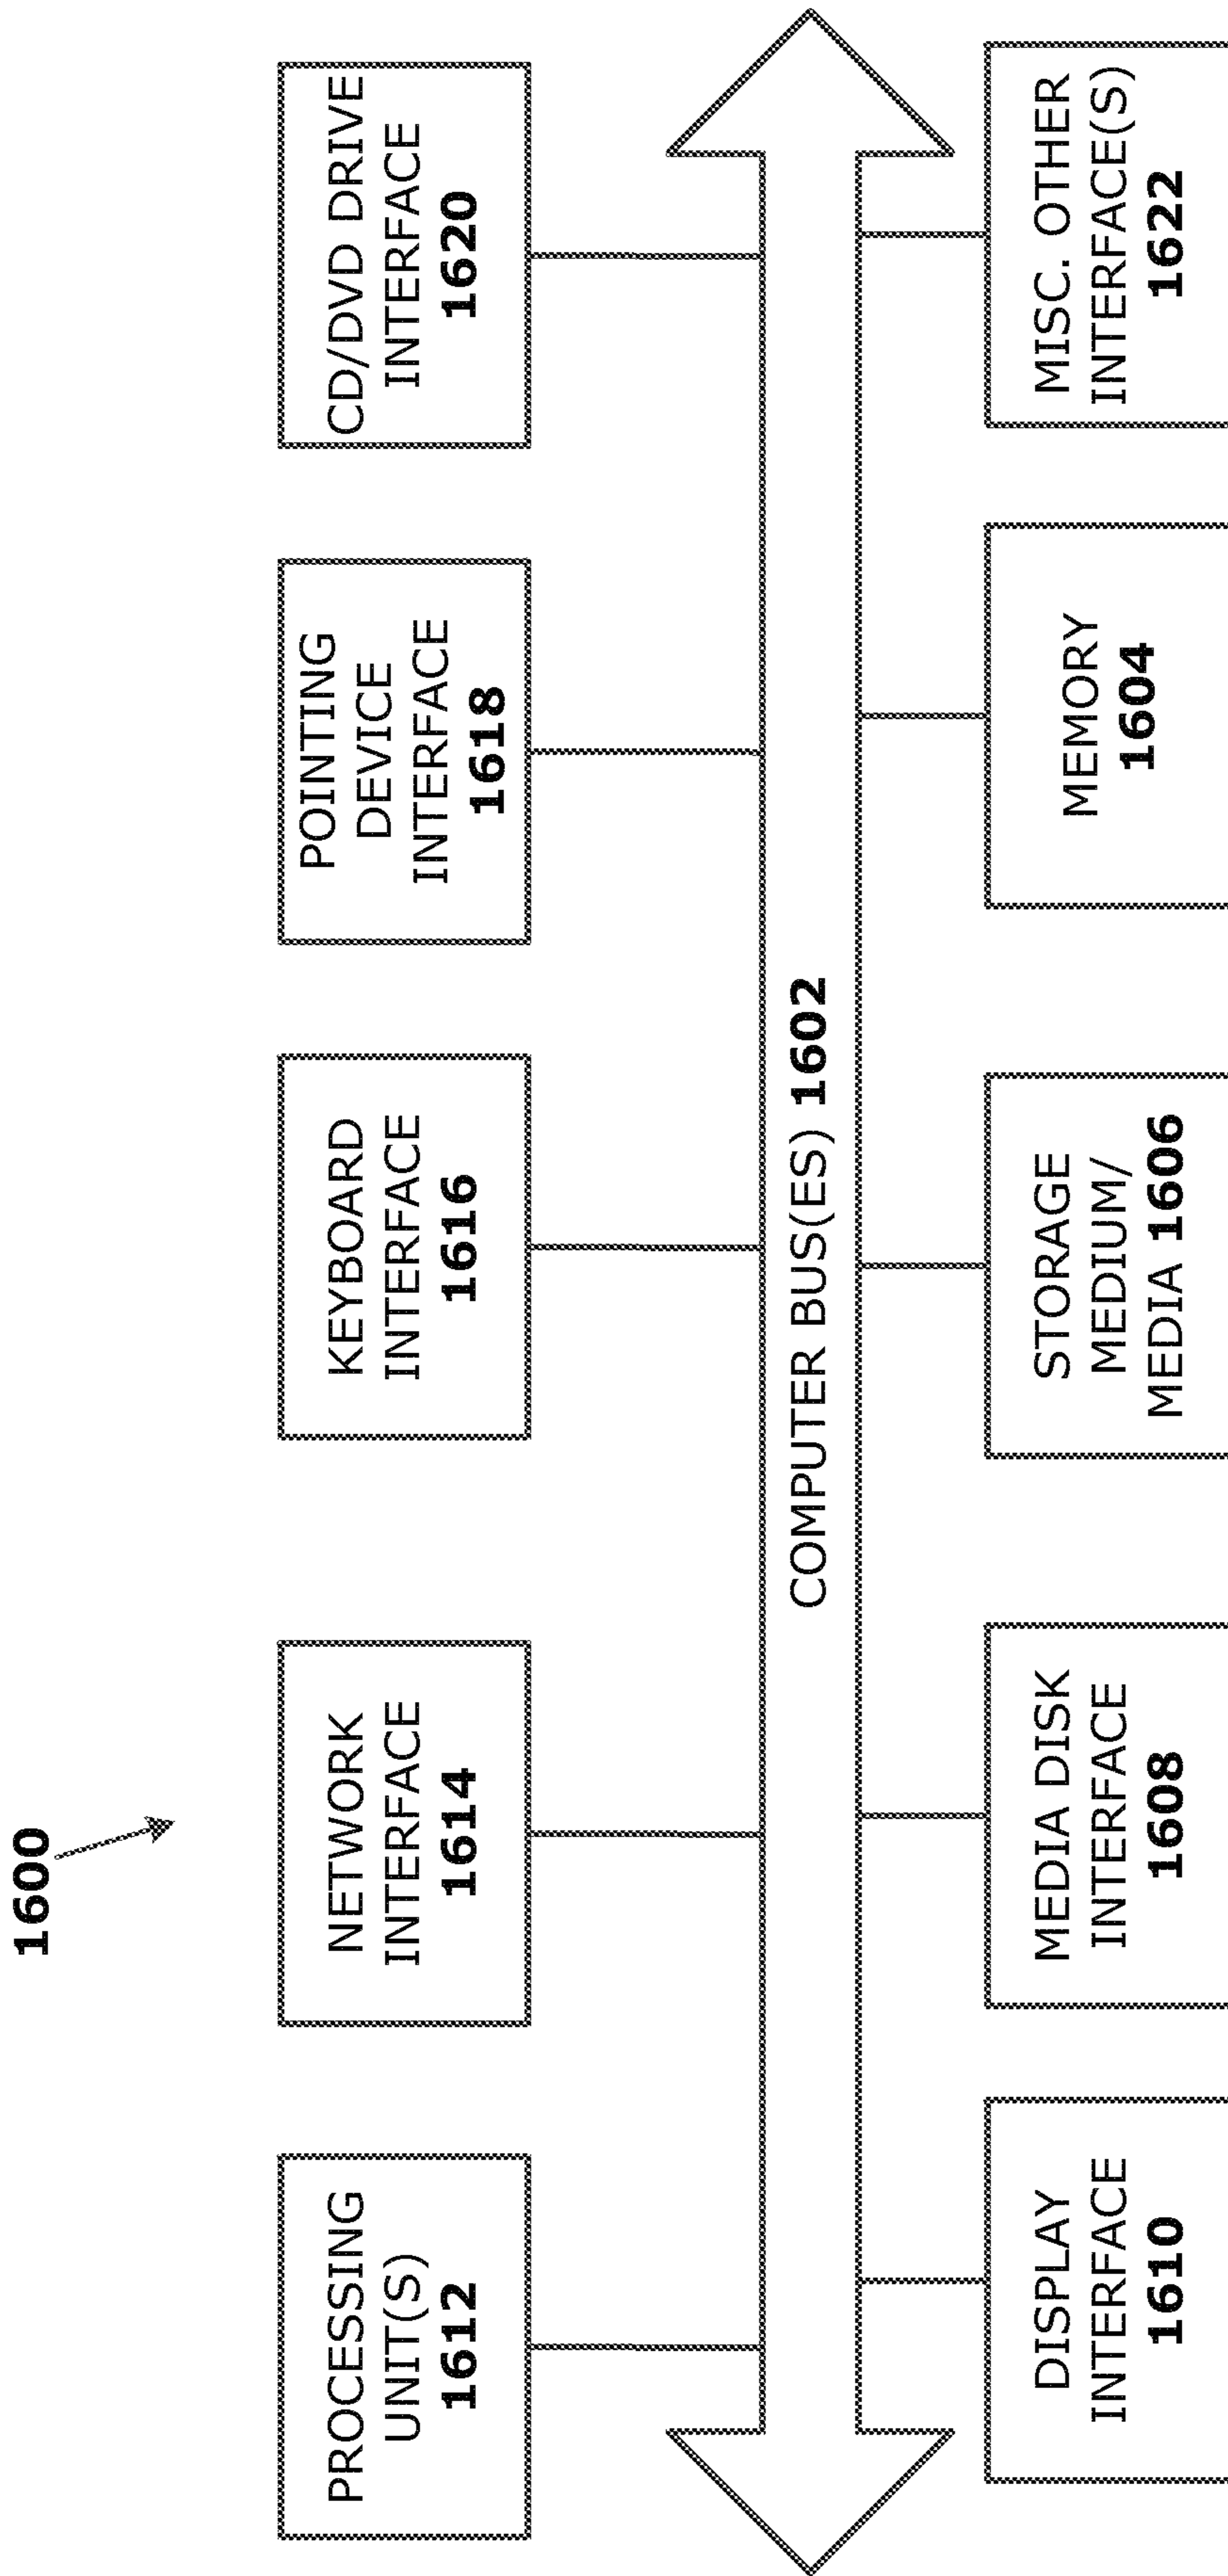 1600
PROCESSING
UNIT(S)
1612
NETWORK
INTERFACE
1614
KEYBOARD
INTERFACE
1616
POINTING
DEVICE
INTERFACE
1618
CD/DVD DRIVE
INTERFACE
1620
COMPUTER BUS(ES) 1602
DISPLAY
INTERFACE
1610
MEDIA DISK
INTERFACE
1608
STORAGE
MEDIUM/
MEDIA 1606
MEMORY
1604
MISC. OTHER
INTERFACE(S)
1622